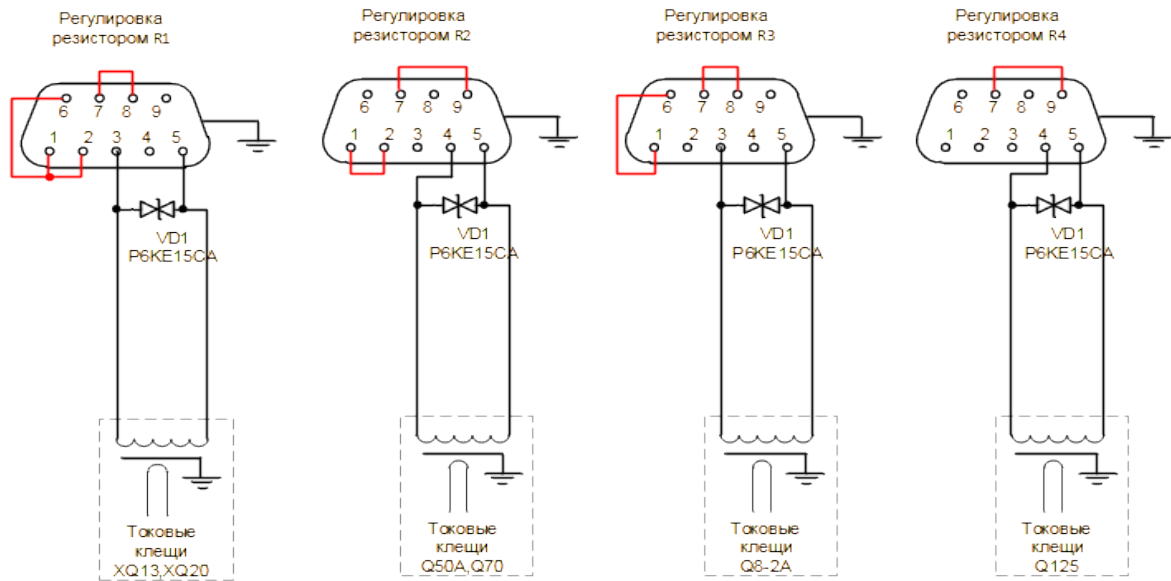 Регулировка
резистором R1
6 7 8 9
1 2 3 4 5
VD1
P6KE15CA
Токовые
клещи
XQ13,XQ20
Регулировка
резистором R2
6 7 8 9
1 2 3 4 5
VD1
P6KE15CA
Токовые
клещи
Q50A,Q70
Регулировка
резистором R3
6 7 8 9
1 2 3 4 5
VD1
P6KE15CA
Токовые
клещи
Q8-2A
Регулировка
резистором R4
6 7 8 9
1 2 3 4 5
VD1
P6KE15CA
Токовые
клещи
Q125